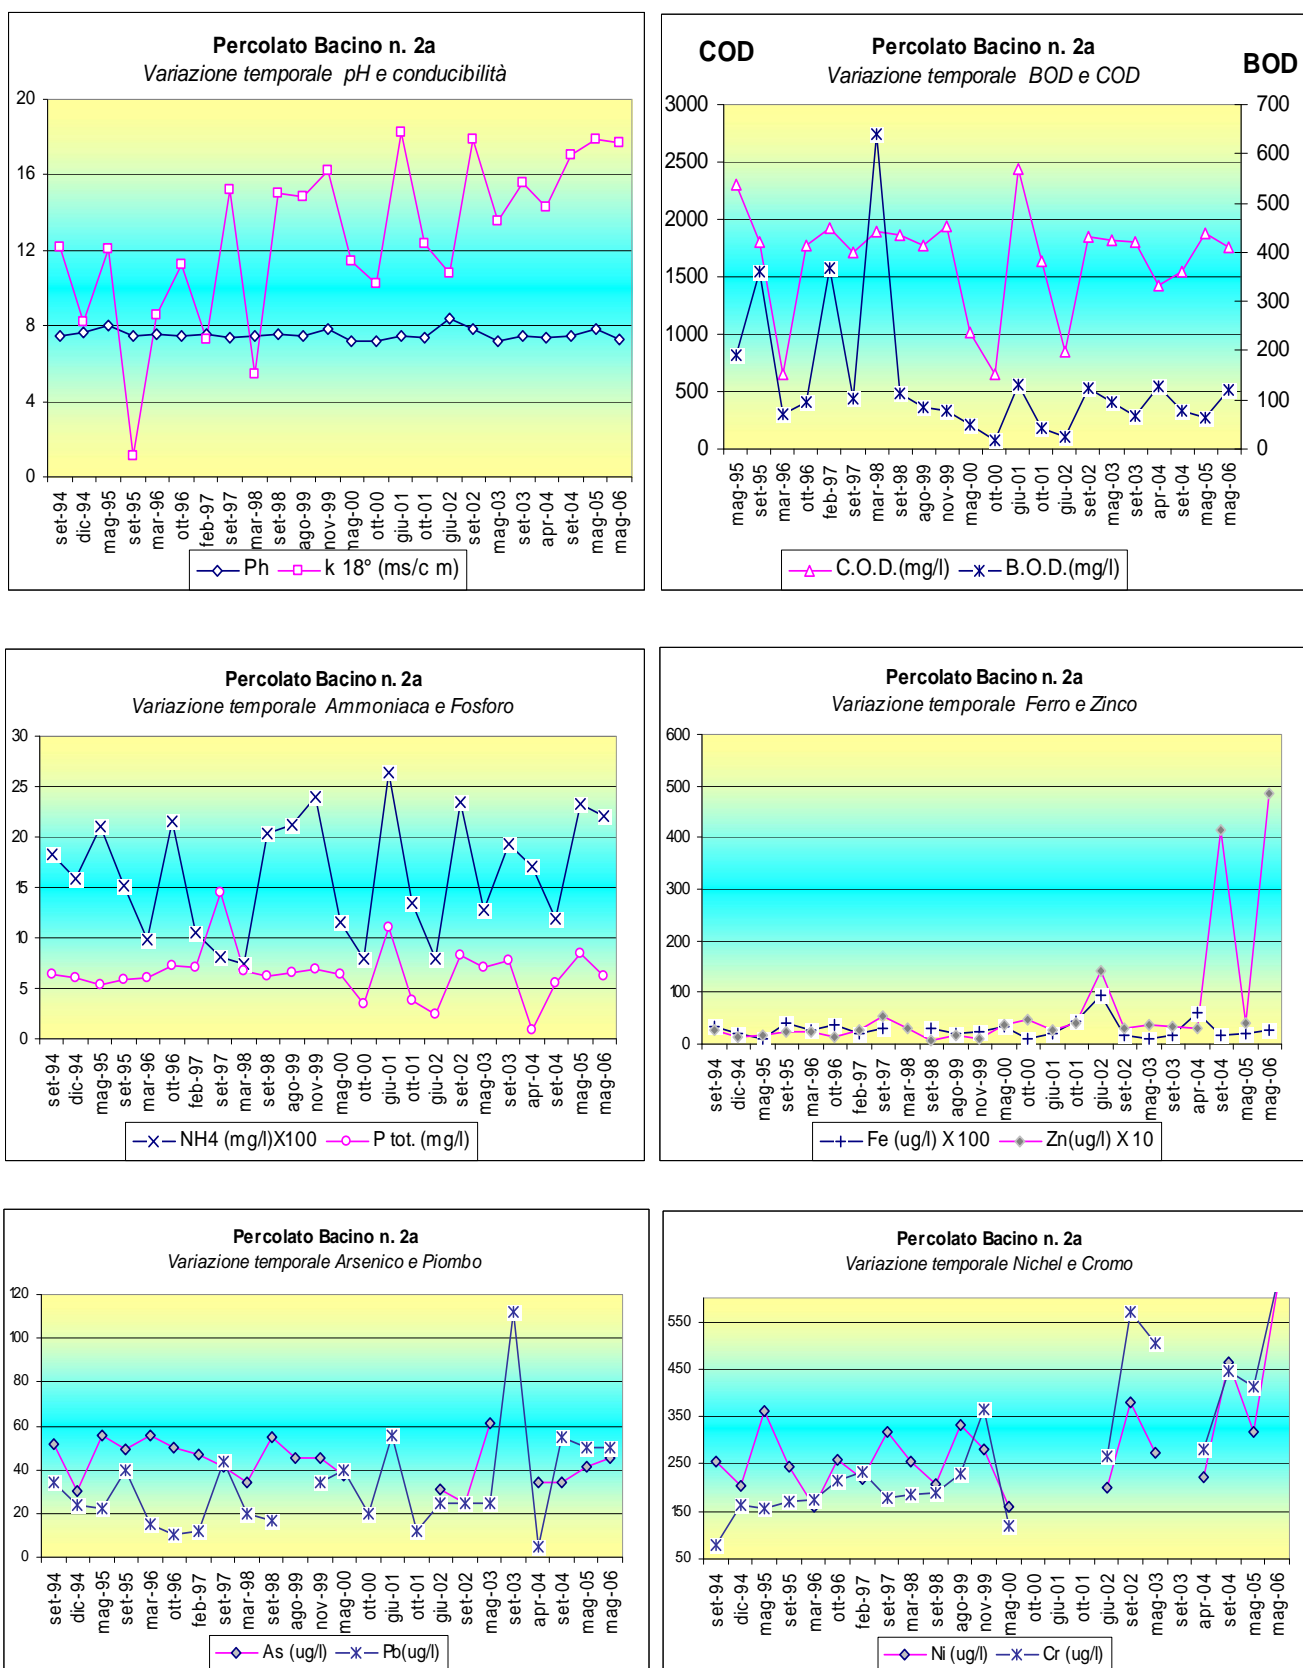 Percolato Bacino n. 2a
Variazione temporale pH e conducibilità
20
16
12
8
4
0
set-94
dic-94
mag-95
set-95
mar-96
ott-96
feb-97
set-97
mar-98
set-98
ago-99
nov-99
mag-00
ott-00
giu-01
ott-01
giu-02
set-02
mag-03
set-03
apr-04
set-04
mag-05
mag-06
Ph
k 18° (ms/c m)
COD
Percolato Bacino n. 2a
BOD
Variazione temporale BOD e COD
3000
2500
2000
1500
1000
500
0
700
600
500
400
300
200
100
0
mag-95
set-95
mar-96
ott-96
feb-97
set-97
mar-98
set-98
ago-99
nov-99
mag-00
ott-00
giu-01
ott-01
giu-02
set-02
mag-03
set-03
apr-04
set-04
mag-05
mag-06
C.O.D.(mg/l)
B.O.D.(mg/l)
Percolato Bacino n. 2a
Variazione temporale Ammoniaca e Fosforo
30
25
20
15
10
5
0
set-94
dic-94
mag-95
set-95
mar-96
ott-96
feb-97
set-97
mar-98
set-98
ago-99
nov-99
mag-00
ott-00
giu-01
ott-01
giu-02
set-02
mag-03
set-03
apr-04
set-04
mag-05
mag-06
NH4 (mg/l)X100
P tot. (mg/l)
Percolato Bacino n. 2a
Variazione temporale Ferro e Zinco
600
500
400
300
200
100
0
set-94
dic-94
mag-95
set-95
mar-96
ott-96
feb-97
set-97
mar-98
set-98
ago-99
nov-99
mag-00
ott-00
giu-01
ott-01
giu-02
set-02
mag-03
set-03
apr-04
set-04
mag-05
mag-06
Fe (ug/l) X 100
Zn(ug/l) X 10
Percolato Bacino n. 2a
Variazione temporale Arsenico e Piombo
120
100
80
60
40
20
0
set-94
dic-94
mag-95
set-95
mar-96
ott-96
feb-97
set-97
mar-98
set-98
ago-99
nov-99
mag-00
ott-00
giu-01
ott-01
giu-02
set-02
mag-03
set-03
apr-04
set-04
mag-05
mag-06
As (ug/l)
Pb(ug/l)
Percolato Bacino n. 2a
Variazione temporale Nichel e Cromo
550
450
350
250
150
50
set-94
dic-94
mag-95
set-95
mar-96
ott-96
feb-97
set-97
mar-98
set-98
ago-99
nov-99
mag-00
ott-00
giu-01
ott-01
giu-02
set-02
mag-03
set-03
apr-04
set-04
mag-05
mag-06
Ni (ug/l)
Cr (ug/l)